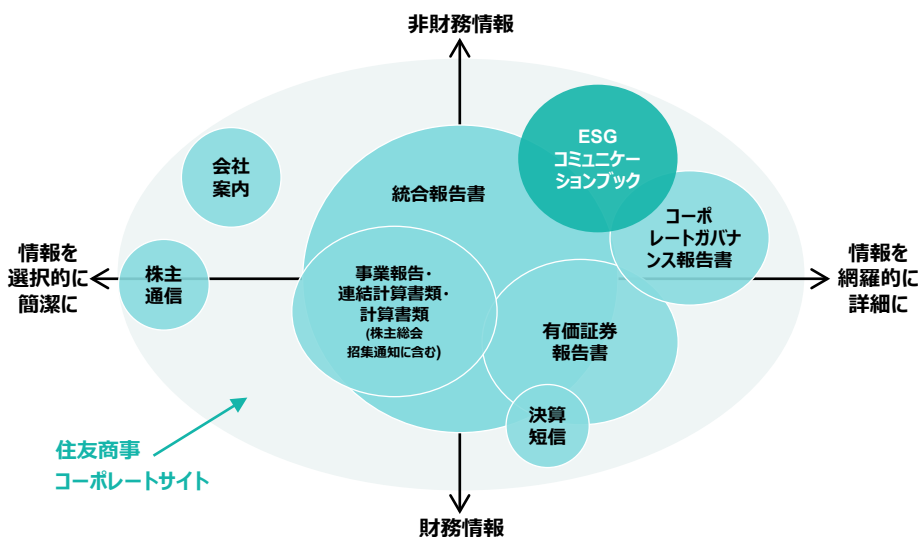 非財務情報
ESG
コミュニケー
ションブック
会社
案内
統合報告書
コーポ
レートガバナ
ンス報告書
情報を
選択的に
簡潔に
株主
通信
事業報告・
連結計算書類・
計算書類
(株主総会
招集通知に含む)
情報を
網羅的に
詳細に
有価証券
報告書
決算
短信
住友商事
コーポレートサイト
財務情報